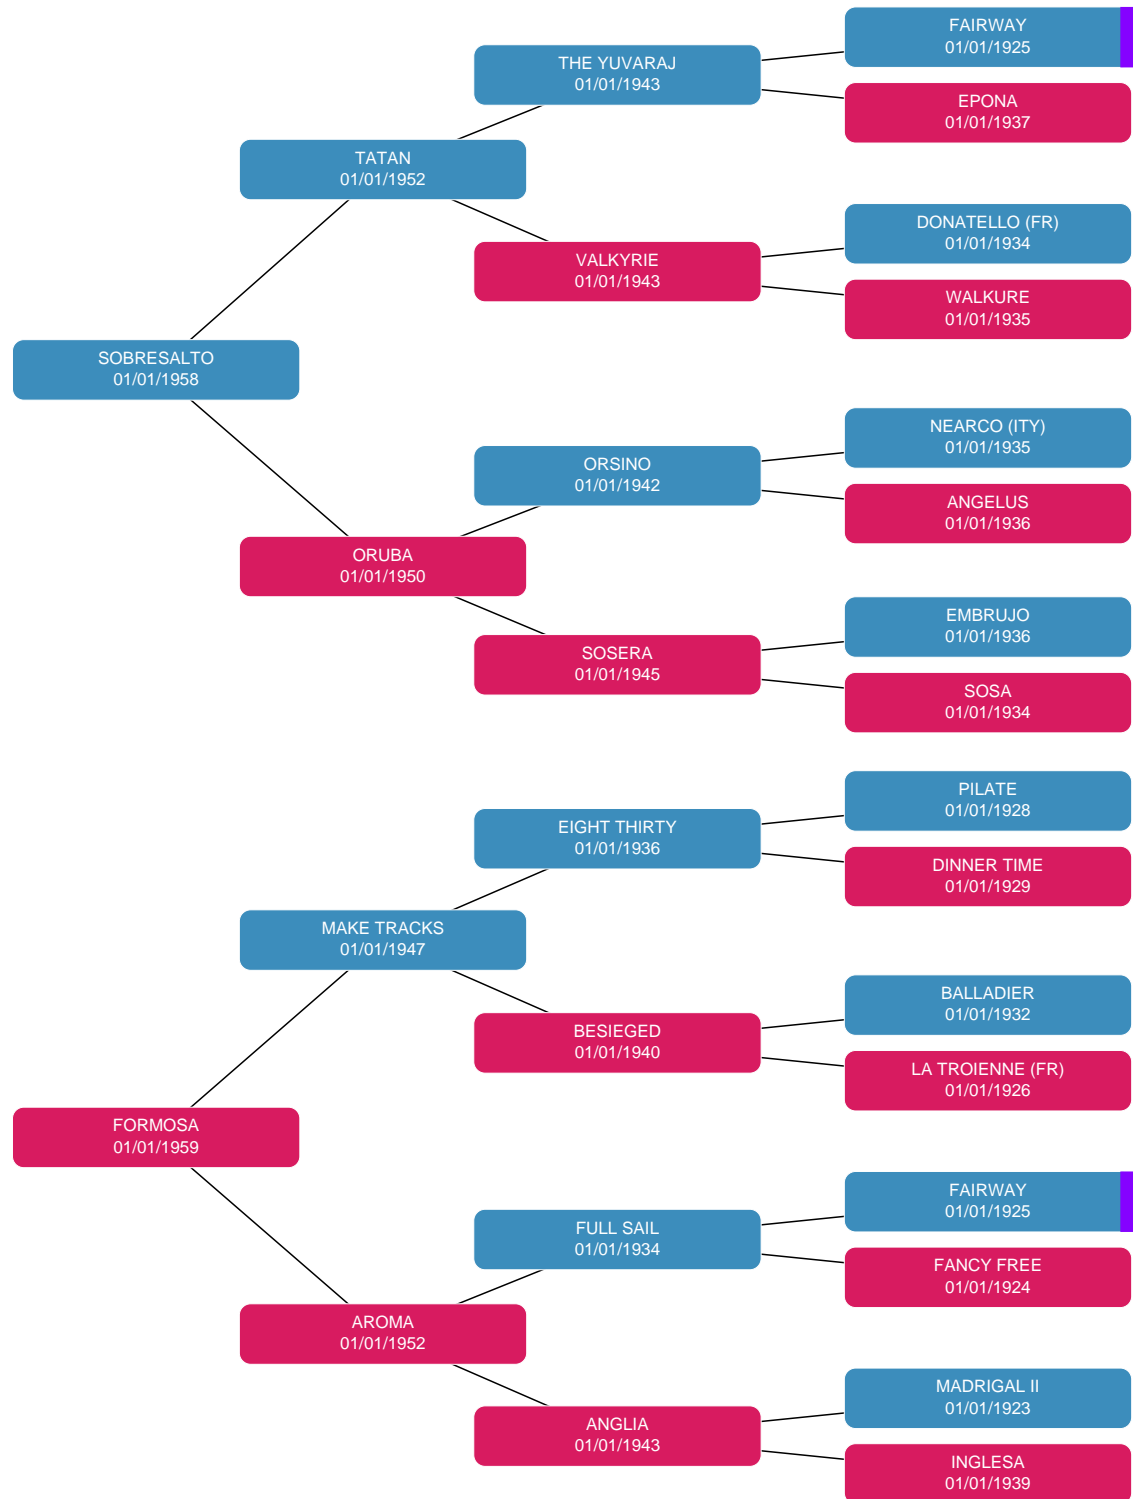 FAIRWAY
01/01/1925
THE YUVARAJ
01/01/1943
EPONA
01/01/1937
TATAN
01/01/1952
DONATELLO (FR)
01/01/1934
VALKYRIE
01/01/1943
WALKURE
01/01/1935
SOBRESALTO
01/01/1958
NEARCO (ITY)
01/01/1935
ORSINO
01/01/1942
ANGELUS
01/01/1936
ORUBA
01/01/1950
EMBRUJO
01/01/1936
SOSERA
01/01/1945
SOSA
01/01/1934
PILATE
01/01/1928
EIGHT THIRTY
01/01/1936
DINNER TIME
01/01/1929
MAKE TRACKS
01/01/1947
BALLADIER
01/01/1932
BESIEGED
01/01/1940
LA TROIENNE (FR)
01/01/1926
FORMOSA
01/01/1959
FAIRWAY
01/01/1925
FULL SAIL
01/01/1934
FANCY FREE
01/01/1924
AROMA
01/01/1952
MADRIGAL II
01/01/1923
ANGLIA
01/01/1943
INGLESA
01/01/1939